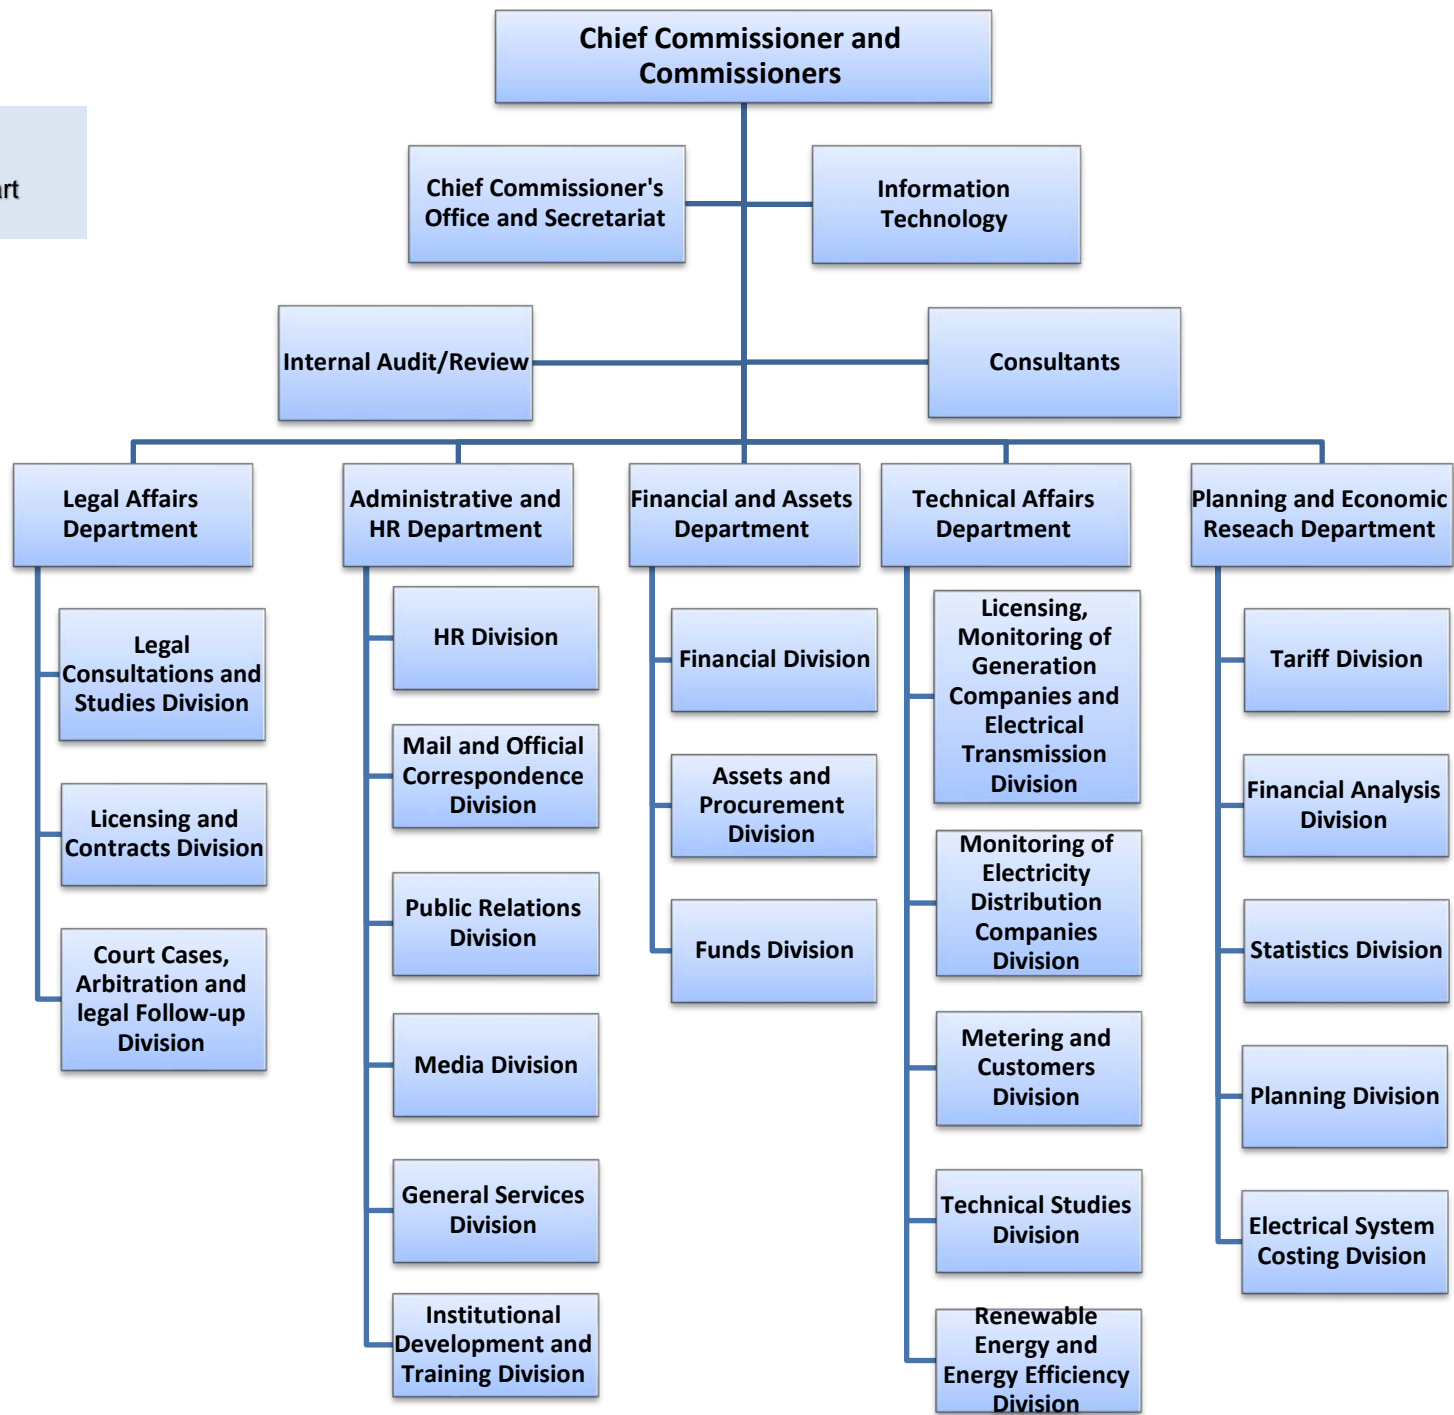 Chief Commissioner and
Commissioners
art
Chief Commissioner's
Office and Secretariat
Information
Technology
Internal Audit/Review
Consultants
Legal Affairs
Department
Administrative and
HR Department
Financial and Assets
Department
Technical Affairs
Department
Planning and Economic
Reseach Department
Legal
Consultations and
Studies Division
Licensing and
Contracts Division
Court Cases,
Arbitration and
legal Follow-up
Division
HR Division
Mail and Official
Correspondence
Division
Public Relations
Division
Media Division
General Services
Division
Institutional
Development and
Training Division
Financial Division
Assets and
Procurement
Division
Funds Division
Licensing,
Monitoring of
Generation
Companies and
Electrical
Transmission
Division
Monitoring of
Electricity
Distribution
Companies
Division
Metering and
Customers
Division
Technical Studies
Division
Renewable
Energy and
Energy Efficiency
Division
Tariff Division
Financial Analysis
Division
Statistics Division
Planning Division
Electrical System
Costing Dvision